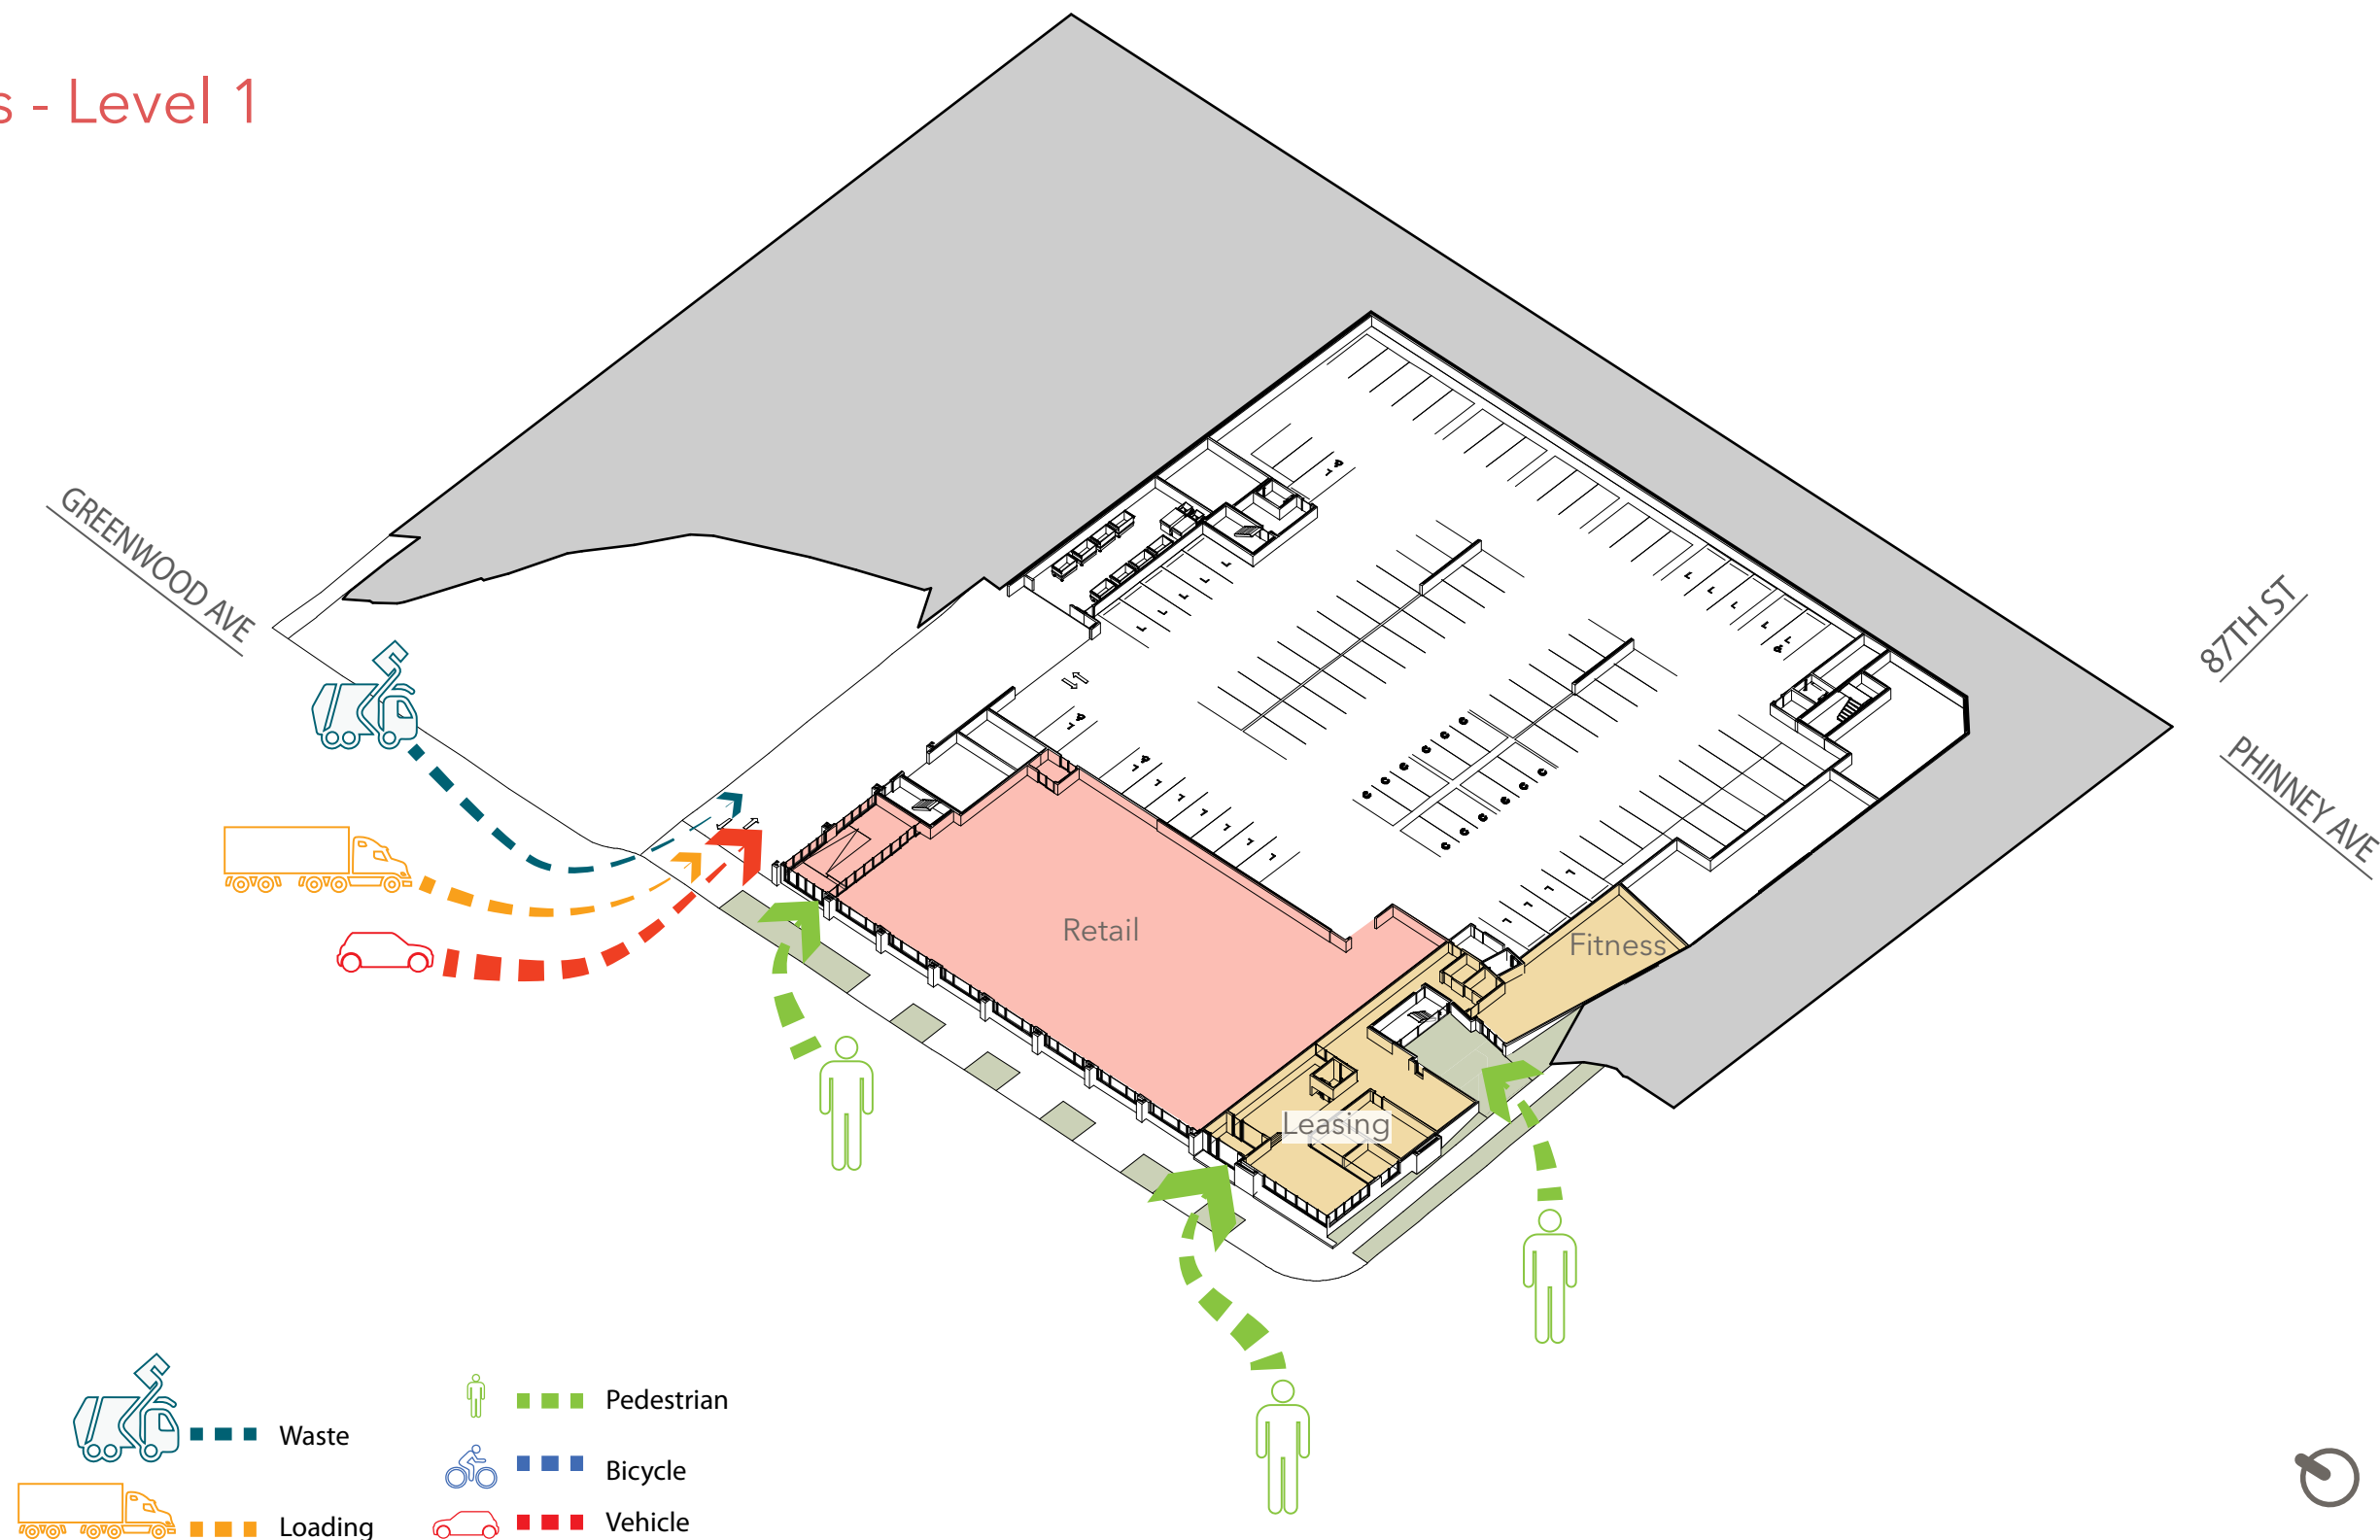 s - Level 1
GREENWOOD AVE
87TH ST
PHINNEY AVE
Retail
Fitness
Leasing
Waste
Loading
Pedestrian
Bicycle
Vehicle